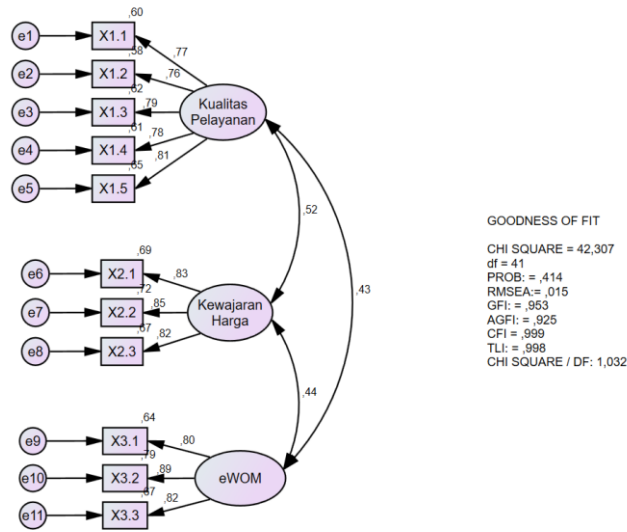 ,60
e1 X1.1
,77
,58
e2 X1.2
,76
,62
e3 X1.3
,79
Kualitas
Pelayanan
,61
e4 X1.4
,78
,65
e5 X1.5
,81
,52
,43
,69
e6 X2.1
,83
,72
e7 X2.2
,85
Kewajaran
Harga
,67
e8 X2.3
,82
,44
,64
e9 X3.1
,80
,79
e10 X3.2
,89
eWOM
,67
e11 X3.3
,82
GOODNESS OF FIT
CHI SQUARE = 42,307
df = 41
PROB: = ,414
RMSEA:= ,015
GFI: = ,953
AGFI: = ,925
CFI: = ,999
TLI: = ,998
CHI SQUARE / DF: 1,032